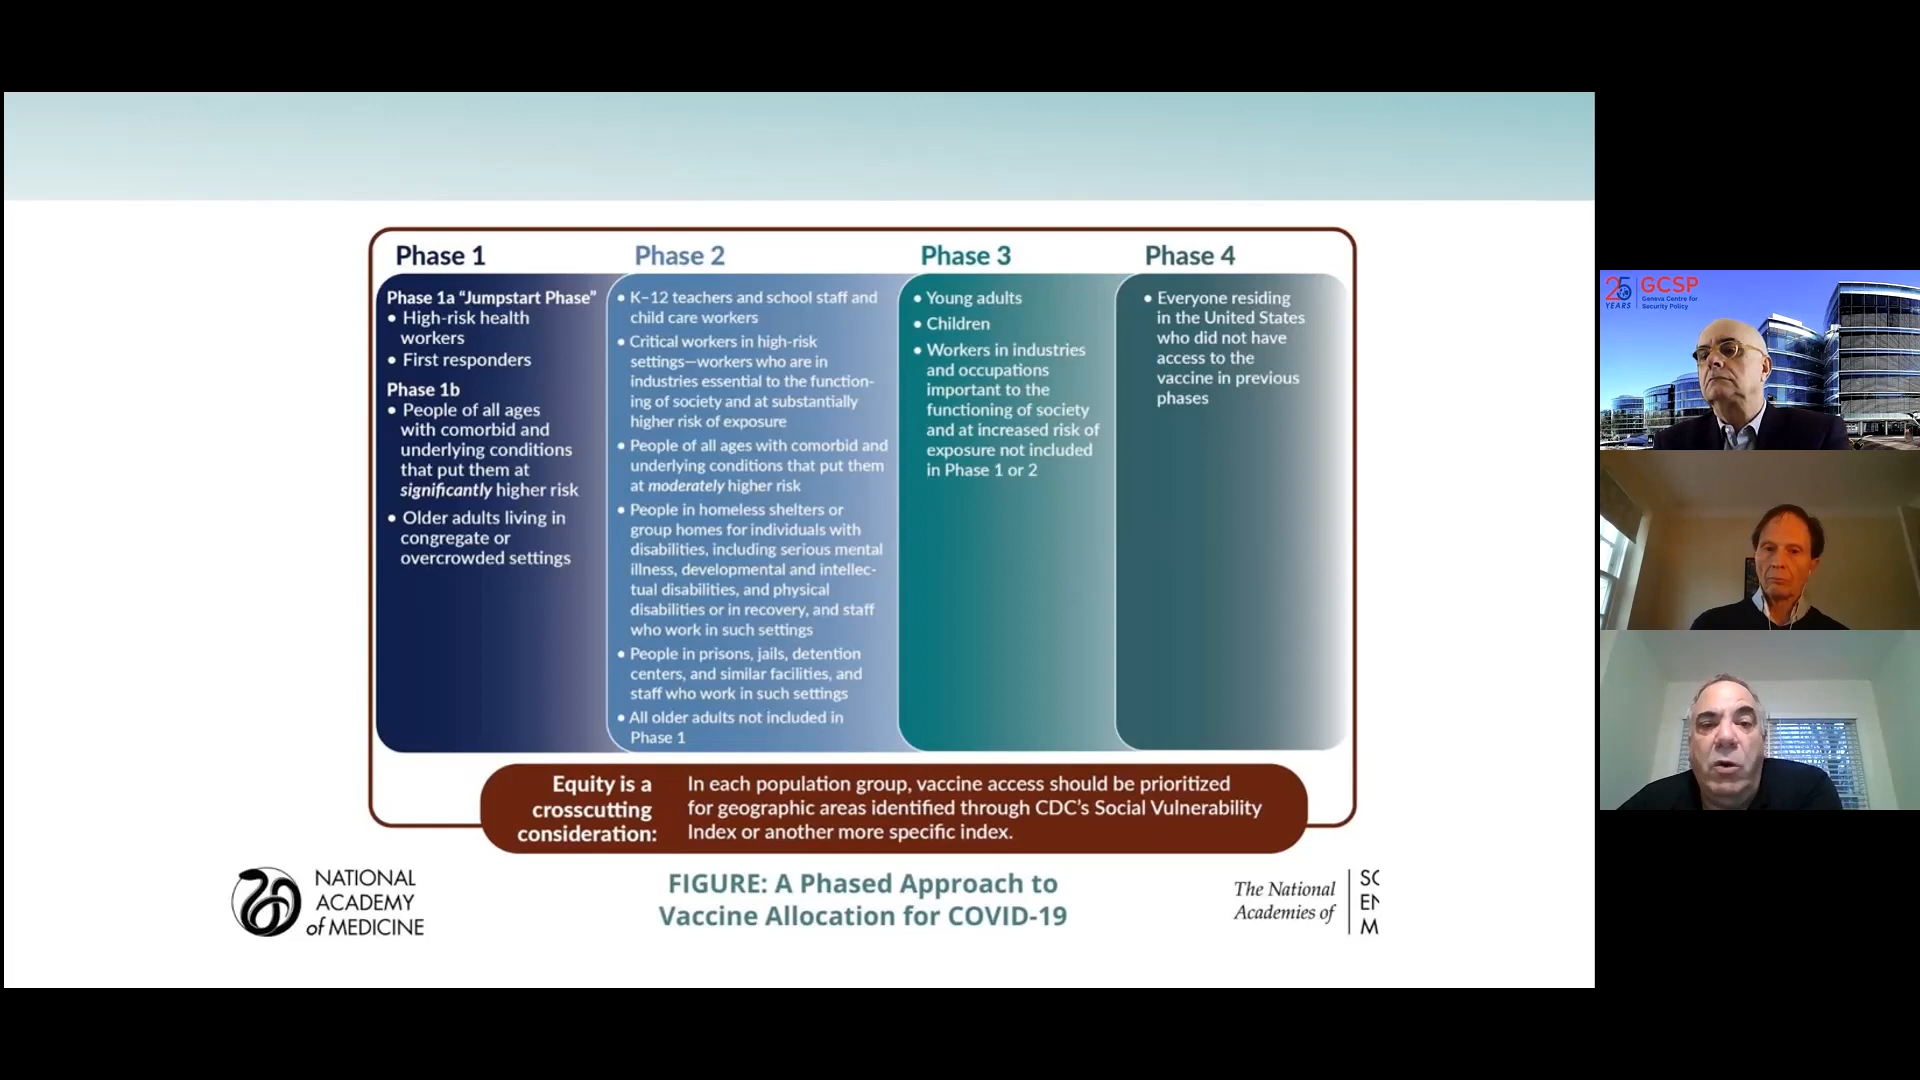 Phase 1
Phase 1a “Jumpstart Phase”
• High-risk health
workers
• First responders
Phase 1b
• People of all ages
with comorbid and
underlying conditions
that put them at
significantly higher risk
• Older adults living in
congregate or
overcrowded settings
Phase 2
• K–12 teachers and school staff and
child care workers
• Critical workers in high-risk
settings—workers who are in
industries essential to the function-
ing of society and at substantially
higher risk of exposure
• People of all ages with comorbid and
underlying conditions that put them
at moderately higher risk
• People in homeless shelters or
group homes for individuals with
disabilities, including serious mental
illness, developmental and intellec-
tual disabilities, and physical
disabilities or in recovery, and staff
who work in such settings
• People in prisons, jails, detention
centers, and similar facilities, and
staff who work in such settings
• All older adults not included in
Phase 1
Phase 3
• Young adults
• Children
• Workers in industries
and occupations
important to the
functioning of society
and at increased risk of
exposure not included
in Phase 1 or 2
Phase 4
• Everyone residing
in the United States
who did not have
access to the
vaccine in previous
phases
Equity is a
crosscutting
consideration:
In each population group, vaccine access should be prioritized
for geographic areas identified through CDC’s Social Vulnerability
Index or another more specific index.
NATIONAL
ACADEMY
of MEDICINE
FIGURE: A Phased Approach to
Vaccine Allocation for COVID-19
The National
Academies of
SC
EN
M
25
YEARS
GCSP
Geneva Centre for
Security Policy